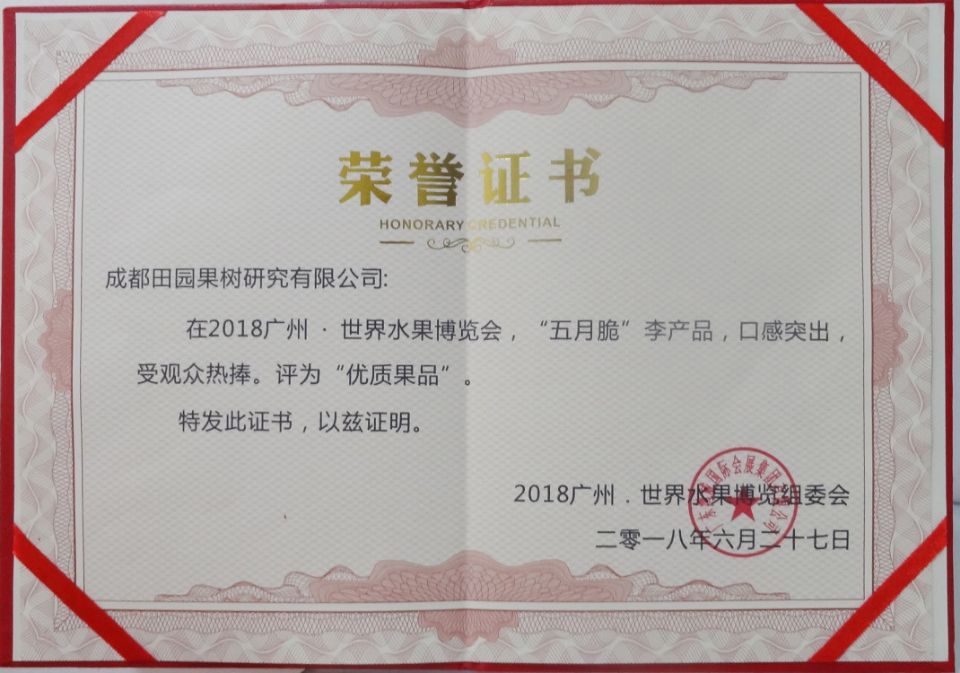 荣誉证书
HONORARY CREDENTIAL
成都田园果树研究有限公司:
在2018广州·世界水果博览会，“五月脆”李产品，口感突出，
受观众热捧。评为“优质果品”。
特发此证书，以兹证明。
2018广州.世界水果博览组委会
二零一八年六月二十七日